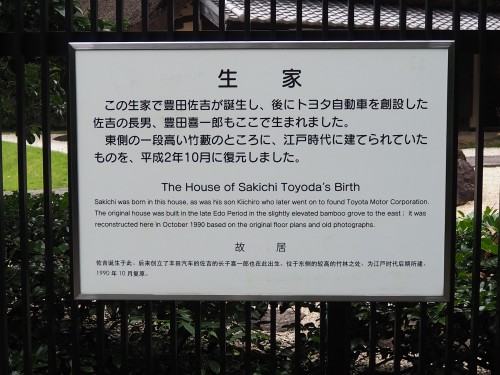 生家
この生家で豊田佐吉が誕生し、後にトヨタ自動車を創設した
佐吉の長男、豊田喜一郎もここで生まれました。
東側の一段高い竹藪のところに、江戸時代に建てられていた
ものを、平成2年10月に復元しました。
The House of Sakichi Toyoda's Birth
Sakichi was born in this house, as was his son Kiichiro who later went on to found Toyota Motor Corporation.
The original house was built in the late Edo Period in the slightly elevated bamboo grove to the east; it was
reconstructed here in October 1990 based on the original floor plans and old photographs.
故居
佐吉诞生于此，后来创立了丰田汽车的佐吉的长子喜一郎也在此出生。位于东侧的较高的竹林之处，为江户时代后期所建，
1990年10月复原。